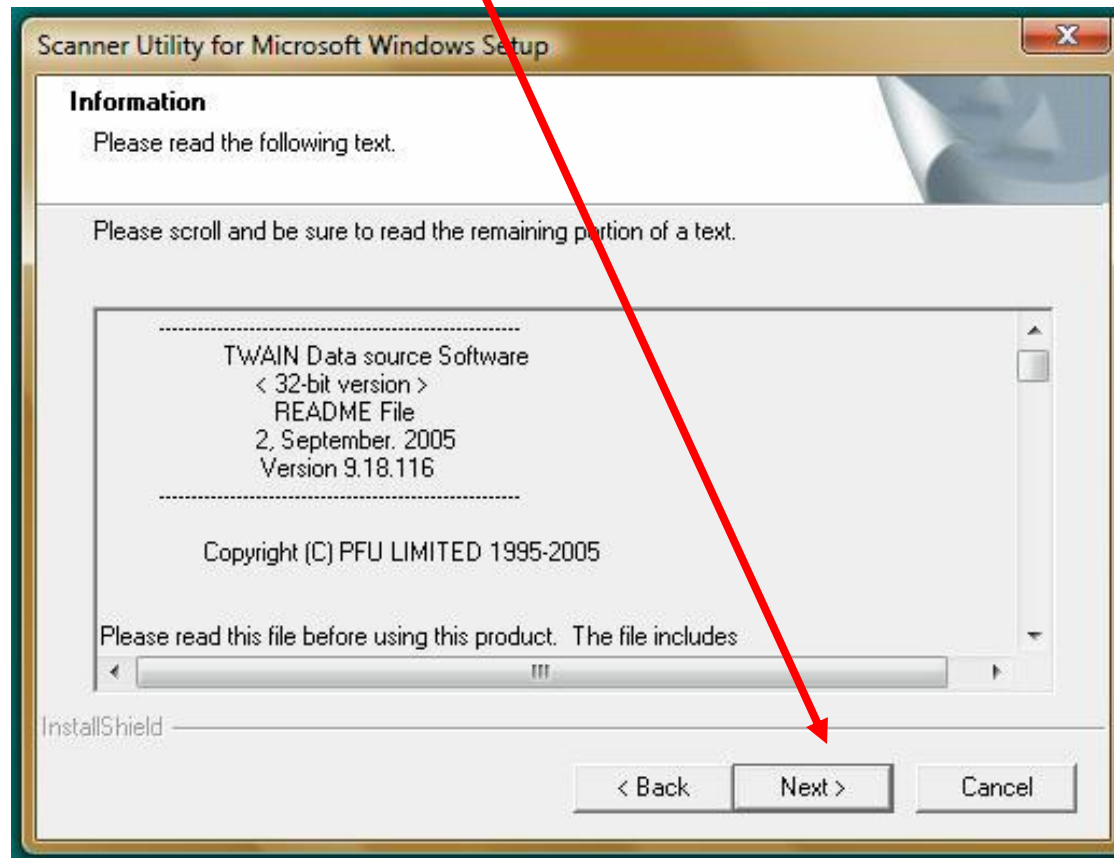 Scanner Utility for Microsoft Windows Setup
Information
Please read the following text.
Please scroll and be sure to read the remaining portion of a text.
----------------------------------------------------
TWAIN Data source Software
< 32-bit version >
README File
2, September. 2005
Version 9.18.116
----------------------------------------------------
Copyright (C) PFU LIMITED 1995-2005
Please read this file before using this product.  The file includes
InstallShield
< Back
Next >
Cancel